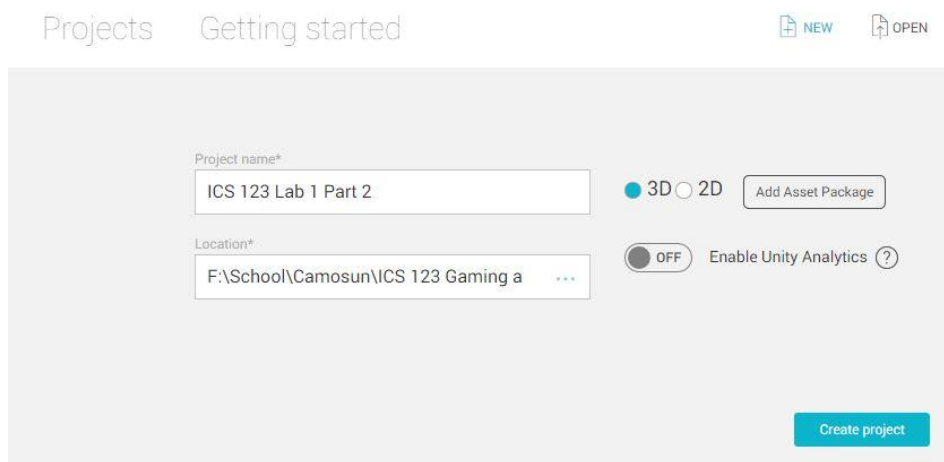 Projects Getting started NEW OPEN
Project name*
ICS 123 Lab 1 Part 2 3D 2D Add Asset Package
Location*
F:\School\Camosun\ICS 123 Gaming a ... OFF Enable Unity Analytics ?
Create project